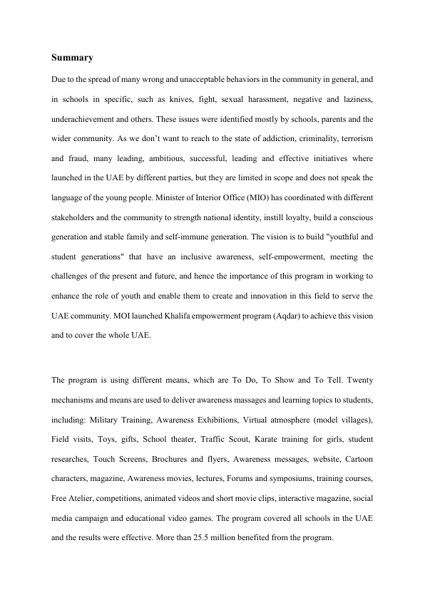 Summary
Due to the spread of many wrong and unacceptable behaviors in the community in general, and
in schools in specific, such as knives, fight, sexual harassment, negative and laziness,
underachievement and others. These issues were identified mostly by schools, parents and the
wider community. As we don't want to reach to the state of addiction, criminality, terrorism
and fraud, many leading, ambitious, successful, leading and effective initiatives where
launched in the UAE by different parties, but they are limited in scope and does not speak the
language of the young people. Minister of Interior Office (MIO) has coordinated with different
stakeholders and the community to strength national identity, instill loyalty, build a conscious
generation and stable family and self-immune generation. The vision is to build "youthful and
student generations" that have an inclusive awareness, self-empowerment, meeting the
challenges of the present and future, and hence the importance of this program in working to
enhance the role of youth and enable them to create and innovation in this field to serve the
UAE community. MOI launched Khalifa empowerment program (Aqdar) to achieve this vision
and to cover the whole UAE.
The program is using different means, which are To Do, To Show and To Tell. Twenty
mechanisms and means are used to deliver awareness massages and learning topics to students,
including: Military Training, Awareness Exhibitions, Virtual atmosphere (model villages),
Field visits, Toys, gifts, School theater, Traffic Scout, Karate training for girls, student
researches, Touch Screens, Brochures and flyers, Awareness messages, website, Cartoon
characters, magazine, Awareness movies, lectures, Forums and symposiums, training courses,
Free Atelier, competitions, animated videos and short movie clips, interactive magazine, social
media campaign and educational video games. The program covered all schools in the UAE
and the results were effective. More than 25.5 million benefited from the program.